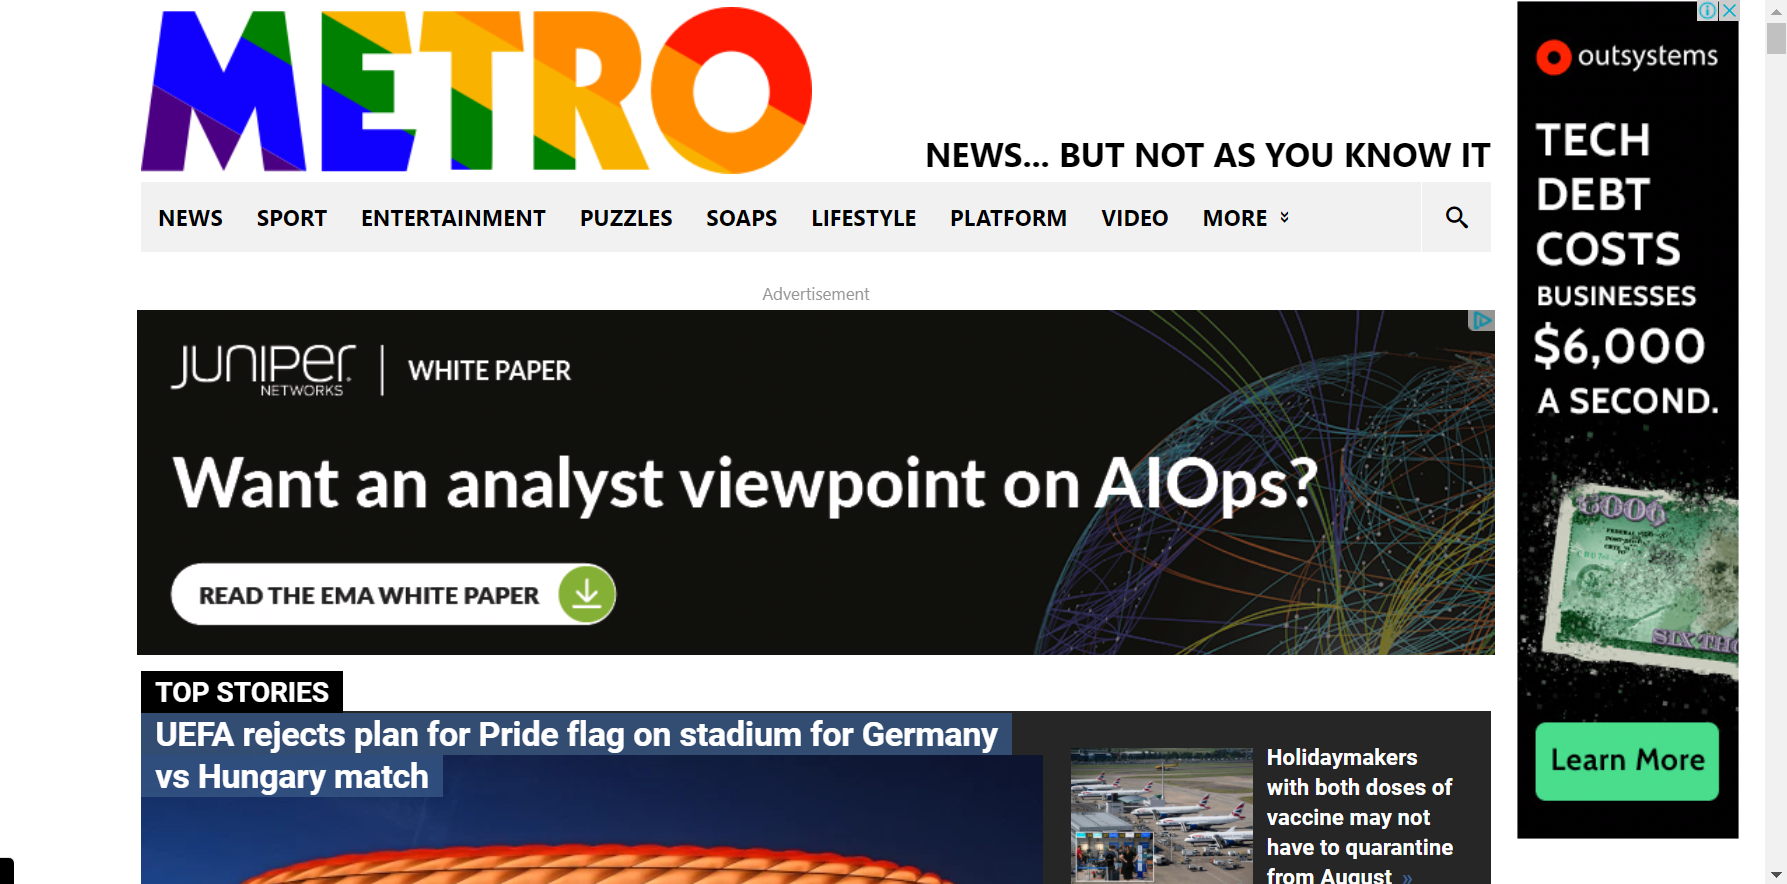 METRO
NEWS... BUT NOT AS YOU KNOW IT
NEWS SPORT ENTERTAINMENT PUZZLES SOAPS LIFESTYLE PLATFORM VIDEO MORE
Advertisement
JUNIPer NETWORKS | WHITE PAPER
Want an analyst viewpoint on AIOps?
READ THE EMA WHITE PAPER
TOP STORIES
UEFA rejects plan for Pride flag on stadium for Germany
vs Hungary match
Holidaymakers
with both doses of
vaccine may not
have to quarantine
from August »
outsystems
TECH
DEBT
COSTS
BUSINESSES
$6,000
A SECOND.
6000
SIX THO
Learn More